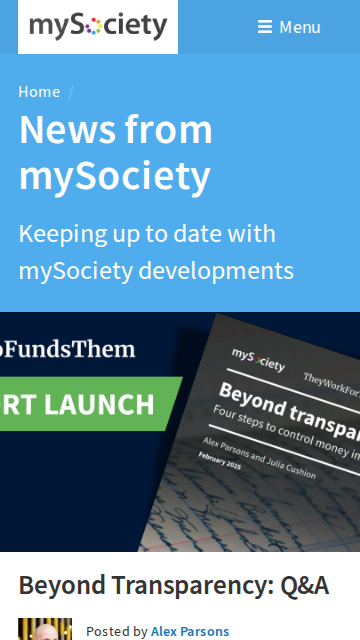 mySociety
Menu
Home /
News from
mySociety
Keeping up to date with
mySociety developments
FundsThem
RT LAUNCH
mySociety
TheyWorkFor
Beyond transpar
Four steps to control money in
Alex Parsons and Julia Cushion
February 2025
Beyond Transparency: Q&A
Posted by Alex Parsons